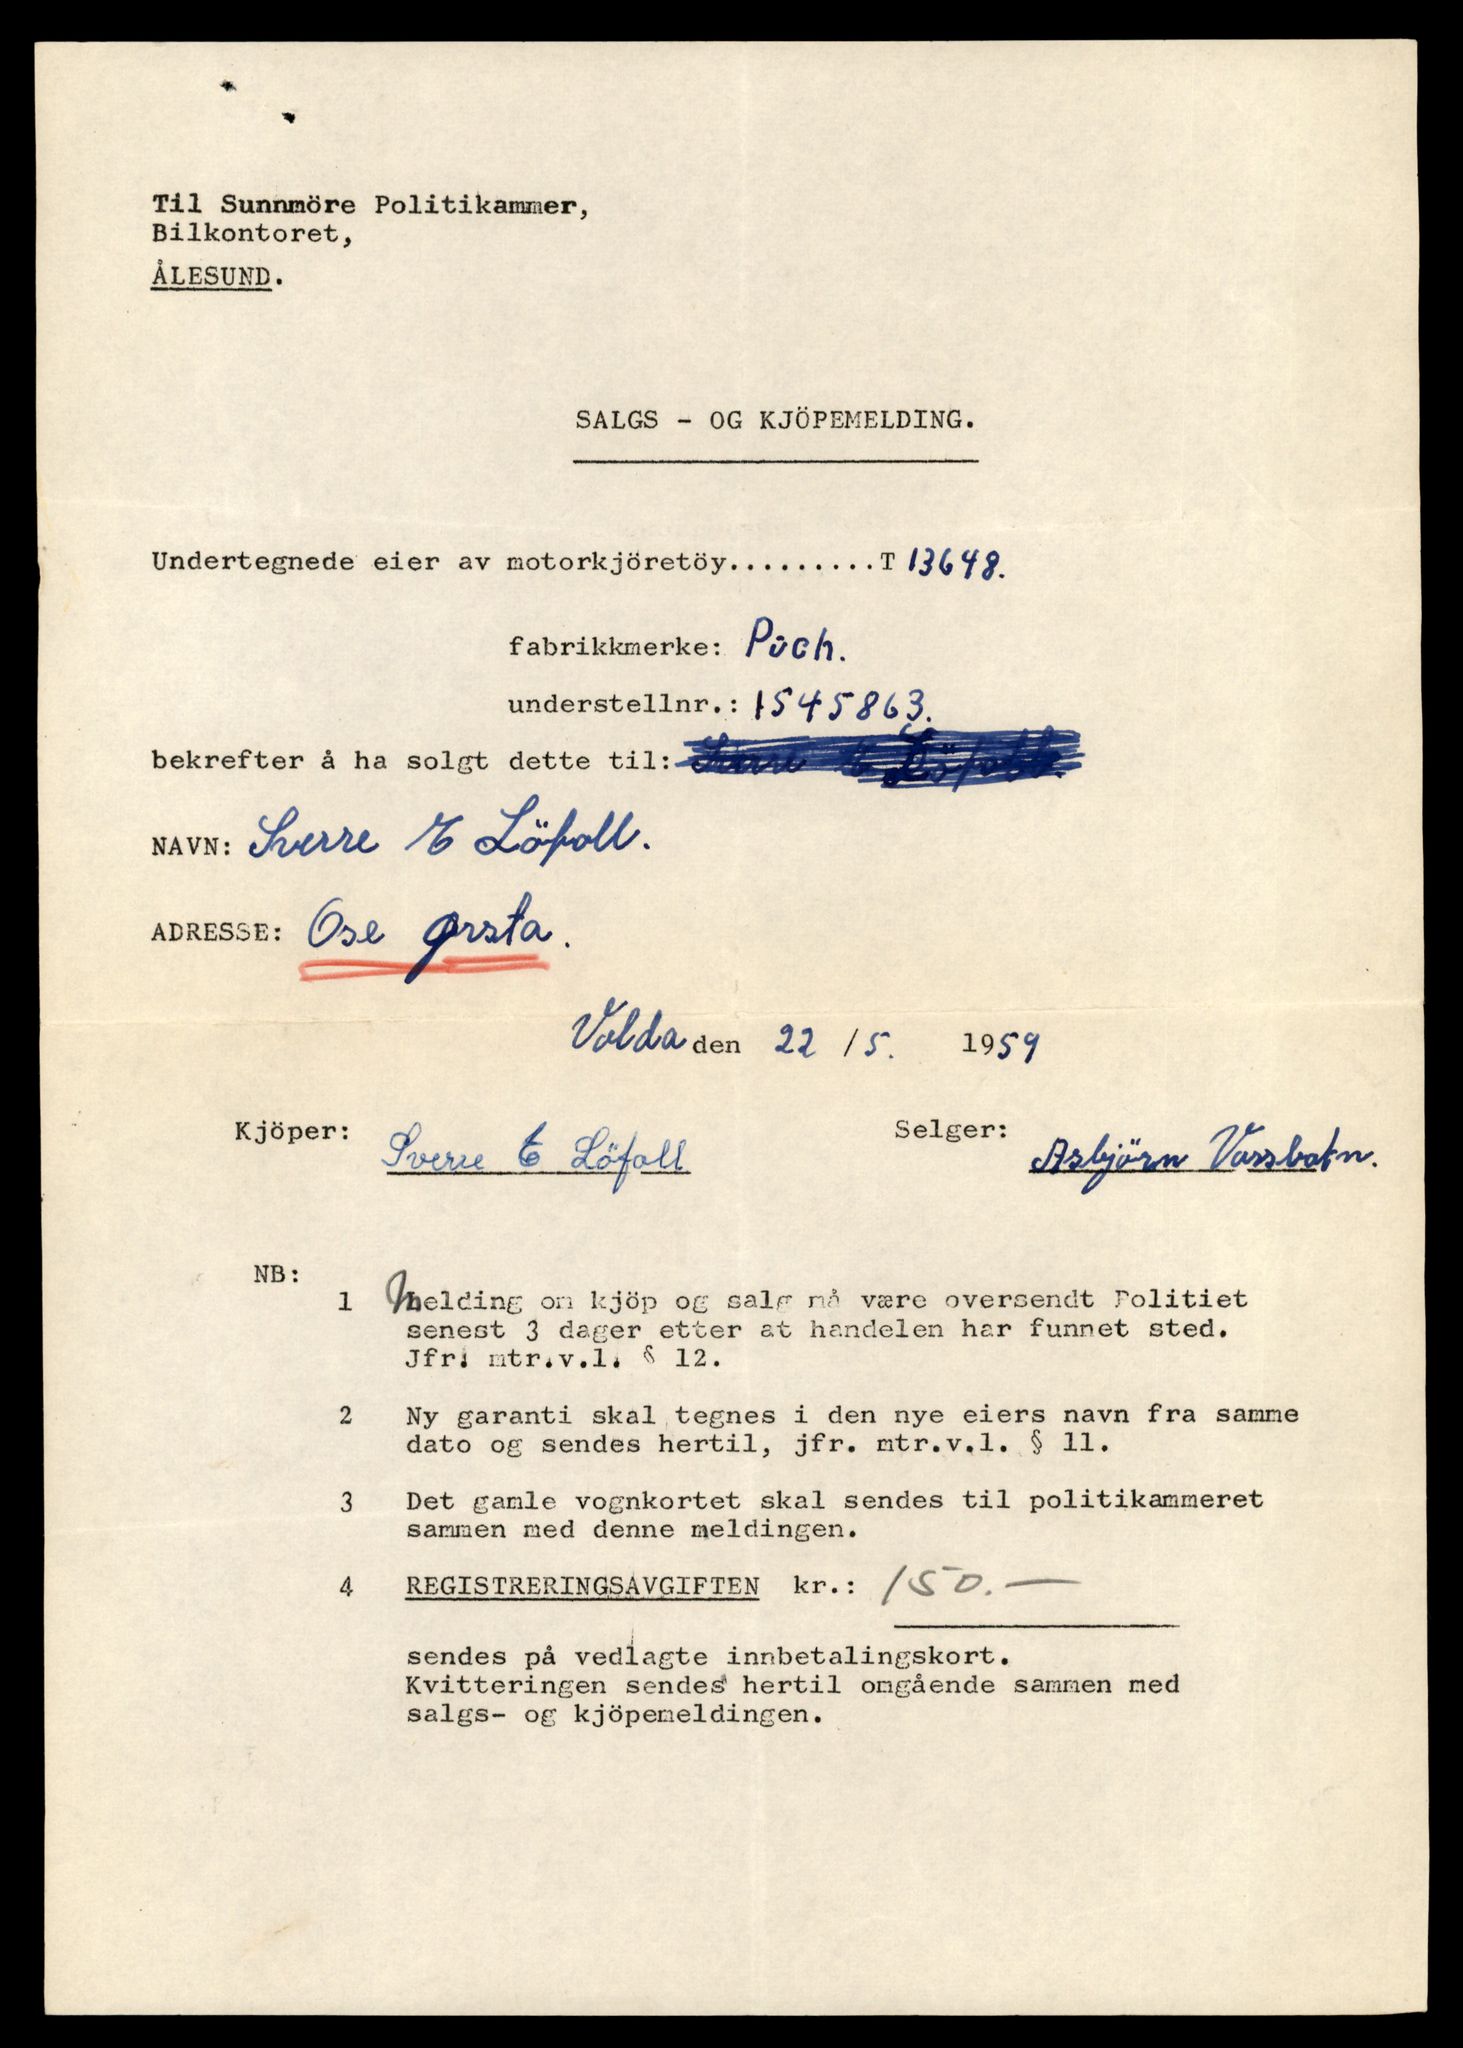 Til Sunnmöre Politikammer,
Bilkontoret,
ÅLESUND.
SALGS - OG KJÖPEMELDING.
Undertegnede eier av motorkjöretöy.........T 13648.
fabrikkmerke: Puch.
understellnr.: 1545863.
bekrefter å ha solgt dette til: Sverre E Löfoll.
NAVN: Sverre E Löfoll.
ADRESSE: Ose Ørsta.
Volda den 22 / 5. 1959
Kjöper: Sverre E Löfoll Selger: Asbjörn Vassbotn.
NB:
1 Melding om kjöp og salg må være oversendt Politiet
senest 3 dager etter at handelen har funnet sted.
Jfr. mtr.v.l. § 12.
2 Ny garanti skal tegnes i den nye eiers navn fra samme
dato og sendes hertil, jfr. mtr.v.l. § 11.
3 Det gamle vognkortet skal sendes til politikammeret
sammen med denne meldingen.
4 REGISTRERINGSAVGIFTEN kr.: 150.—
sendes på vedlagte innbetalingskort.
Kvitteringen sendes hertil omgående sammen med
salgs- og kjöpemeldingen.